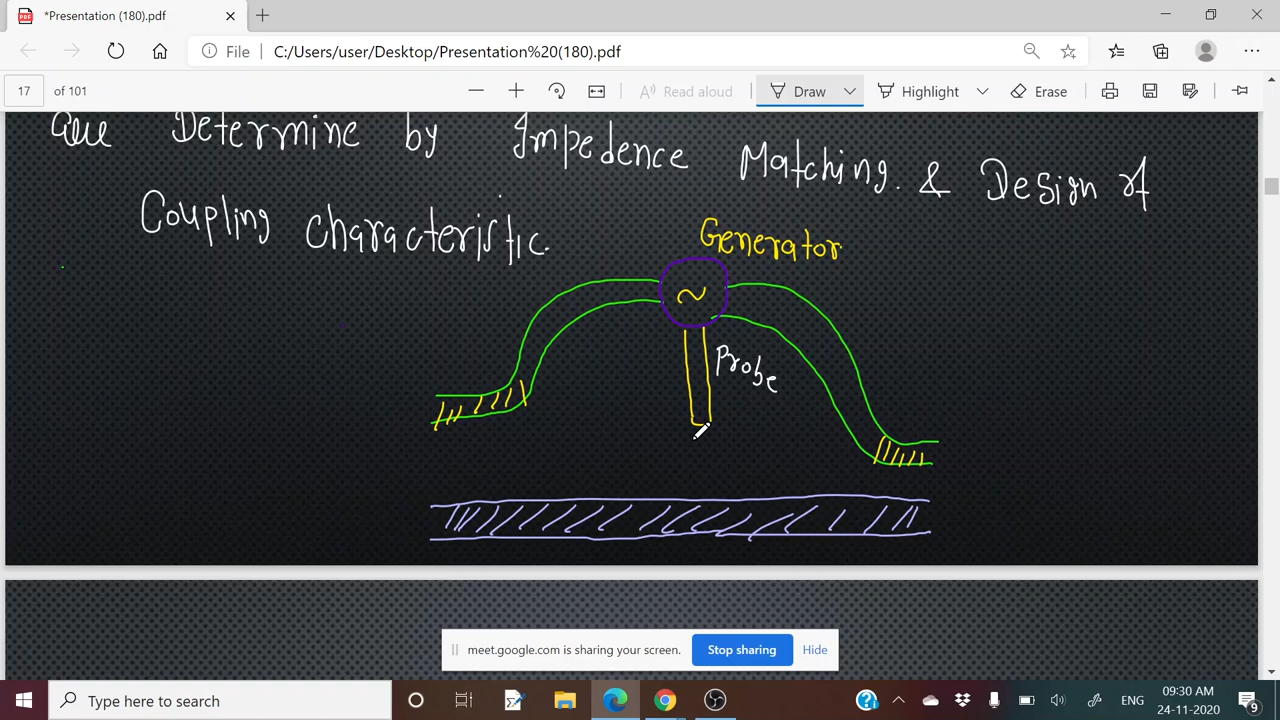 *Presentation (180).pdf
File C:/Users/user/Desktop/Presentation%20(180).pdf
17 of 101 Read aloud Draw Highlight Erase
Determine by Impedence Matching. & Design of
Coupling characteristic.
Generator
Probe
meet.google.com is sharing your screen. Stop sharing Hide
Type here to search
ENG
09:30 AM
24-11-2020
9